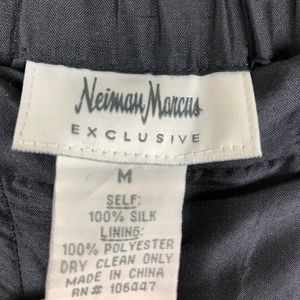 Neiman Marcus
EXCLUSIVE
M
SELF:
100% SILK
LINING:
100% POLYESTER
DRY CLEAN ONLY
MADE IN CHINA
RN# 106447